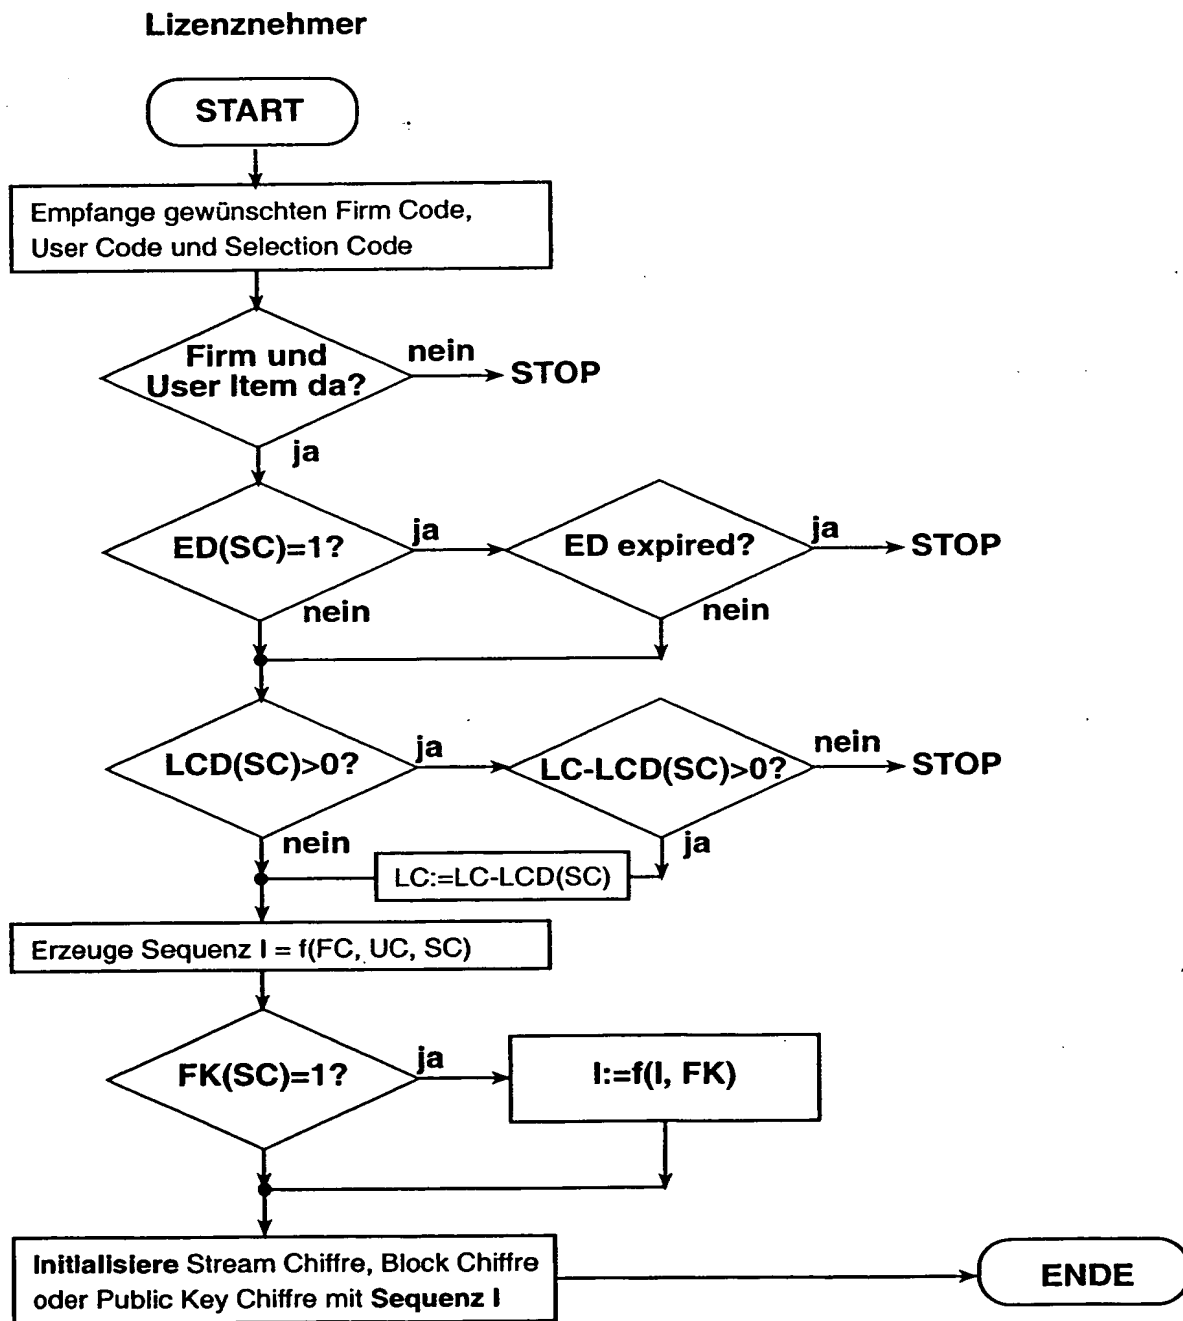 Lizenznehmer
START
Empfange gewünschten Firm Code,
User Code und Selection Code
Firm und
User Item da?
nein
STOP
ja
ED(SC)=1?
ja
ED expired?
ja
STOP
nein
nein
LCD(SC)>0?
ja
LC-LCD(SC)>0?
nein
STOP
nein
ja
LC:=LC-LCD(SC)
Erzeuge Sequenz I = f(FC, UC, SC)
FK(SC)=1?
ja
I:=f(I, FK)
Initialisiere Stream Chiffre, Block Chiffre
oder Public Key Chiffre mit Sequenz I
ENDE